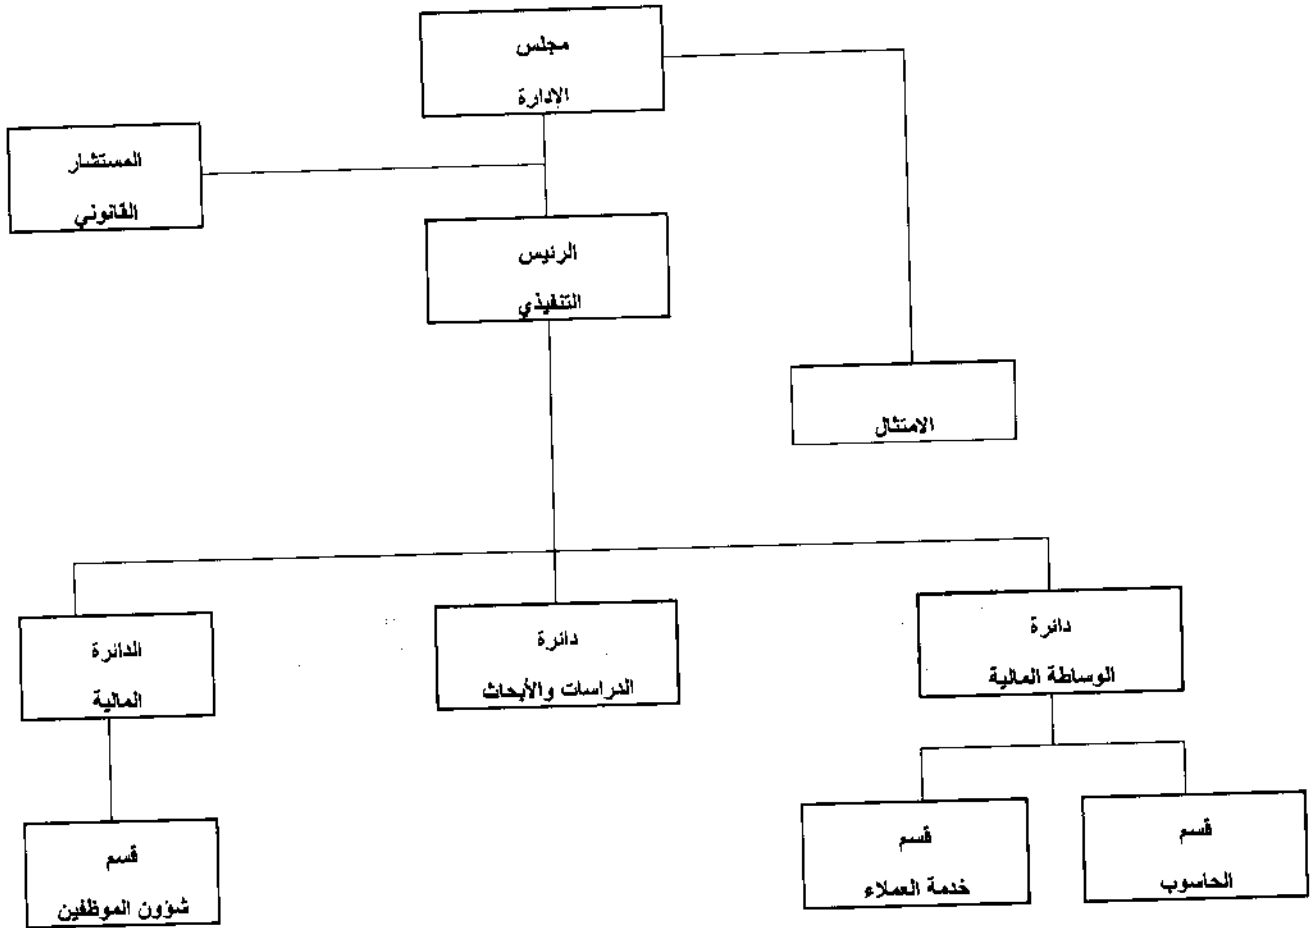 مجلس
الإدارة
المستشار
القانوني
الرئيس
التنفيذي
الامتثال
دائرة
الوساطة المالية
دائرة
الدراسات والأبحاث
الدائرة
المالية
قسم
الحاسوب
قسم
خدمة العملاء
قسم
شؤون الموظفين